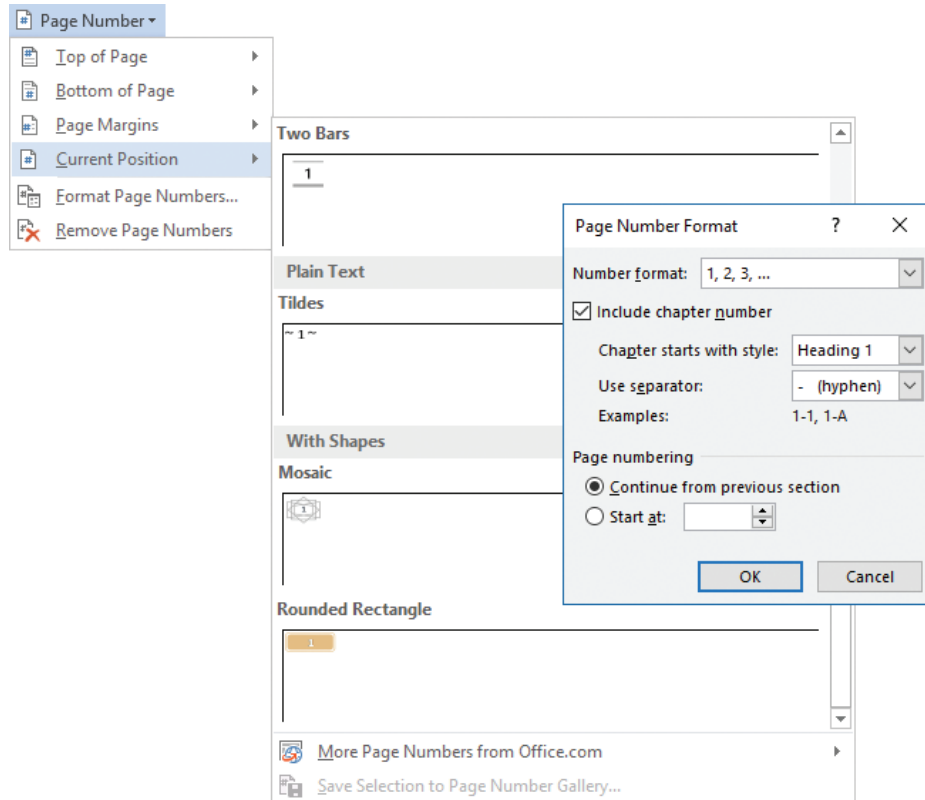 Page Number
Top of Page
Bottom of Page
Page Margins
Current Position
Format Page Numbers...
Remove Page Numbers
Two Bars
1
Plain Text
Tildes
~ 1 ~
With Shapes
Mosaic
1
Rounded Rectangle
1
More Page Numbers from Office.com
Save Selection to Page Number Gallery...
Page Number Format ?
Number format: 1, 2, 3, ...
Include chapter number
Chapter starts with style: Heading 1
Use separator: - (hyphen)
Examples: 1-1, 1-A
Page numbering
Continue from previous section
Start at:
OK Cancel